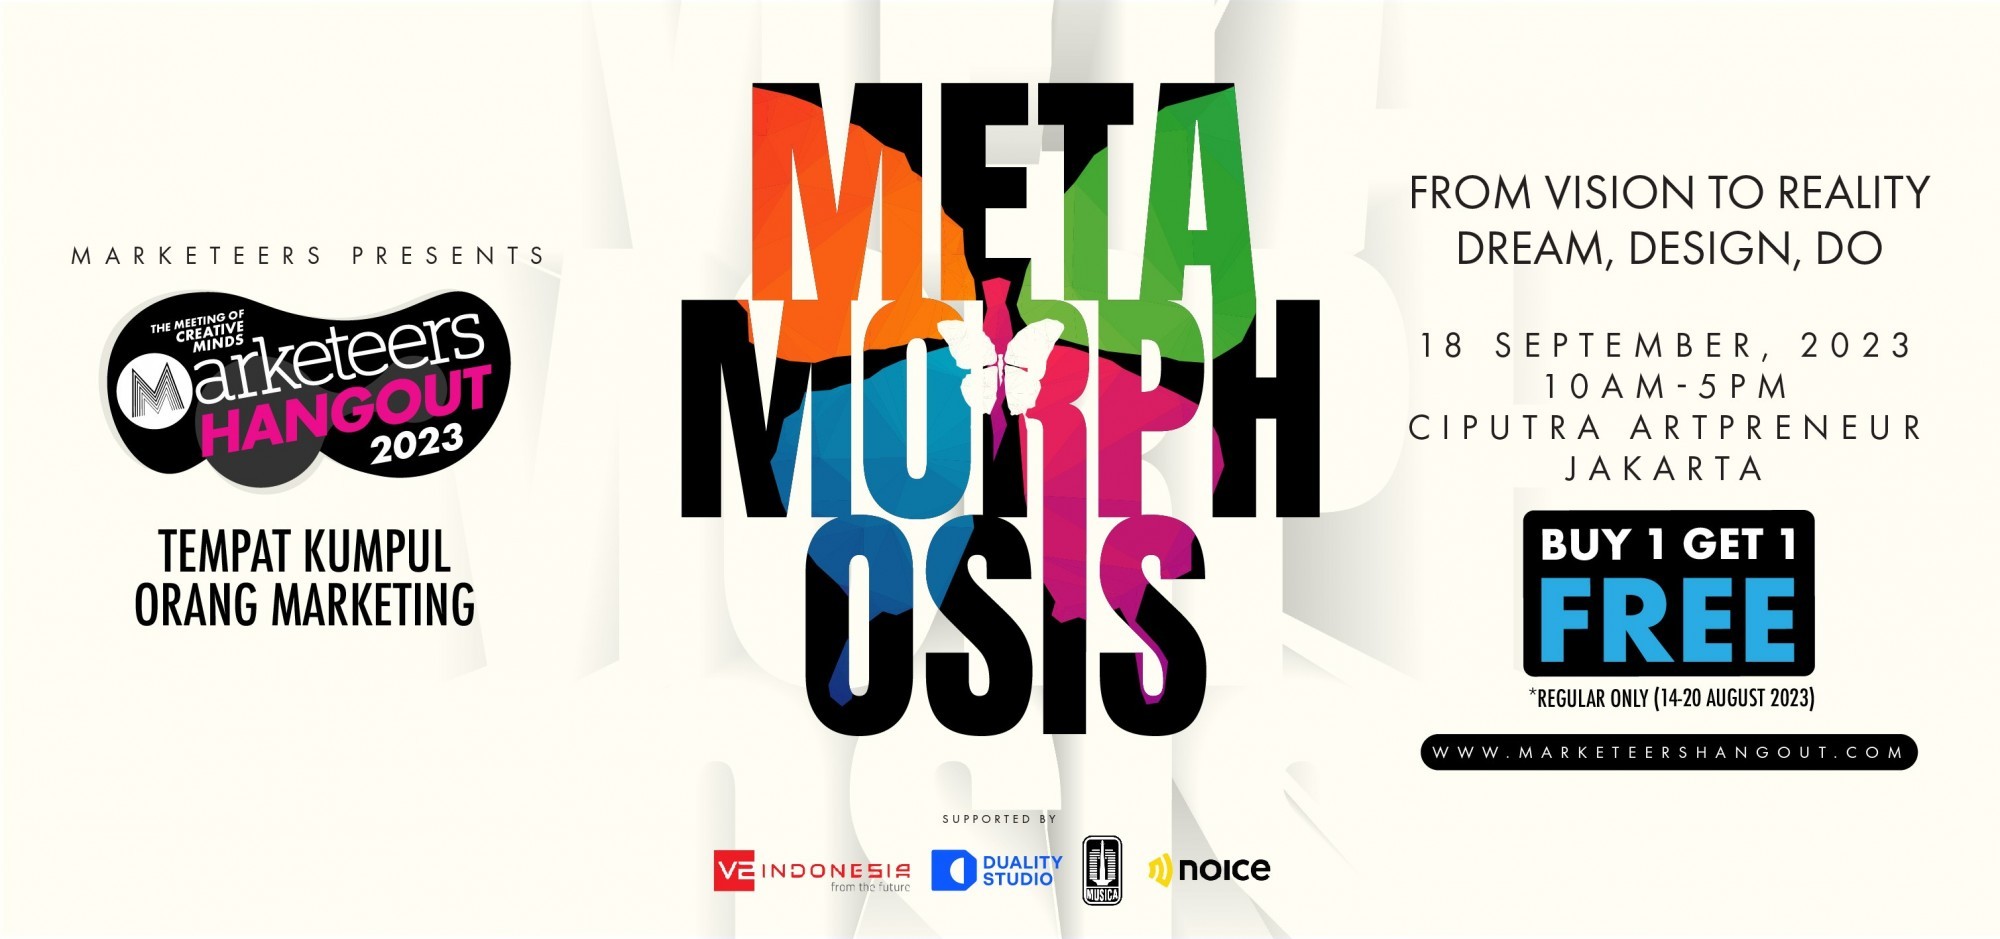 MARKETEERS PRESENTS
THE MEETING OF
CREATIVE
MINDS
Marketeers
HANGOUT
2023
TEMPAT KUMPUL
ORANG MARKETING
META
MORPH
OSIS
FROM VISION TO REALITY
DREAM, DESIGN, DO
18 SEPTEMBER, 2023
10AM-5PM
CIPUTRA ARTPRENEUR
JAKARTA
BUY 1 GET 1
FREE
*REGULAR ONLY (14-20 AUGUST 2023)
WWW.MARKETEERSHANGOUT.COM
SUPPORTED BY
V2 INDONESIA
from the future
DUALITY
STUDIO
MUSICA
noice